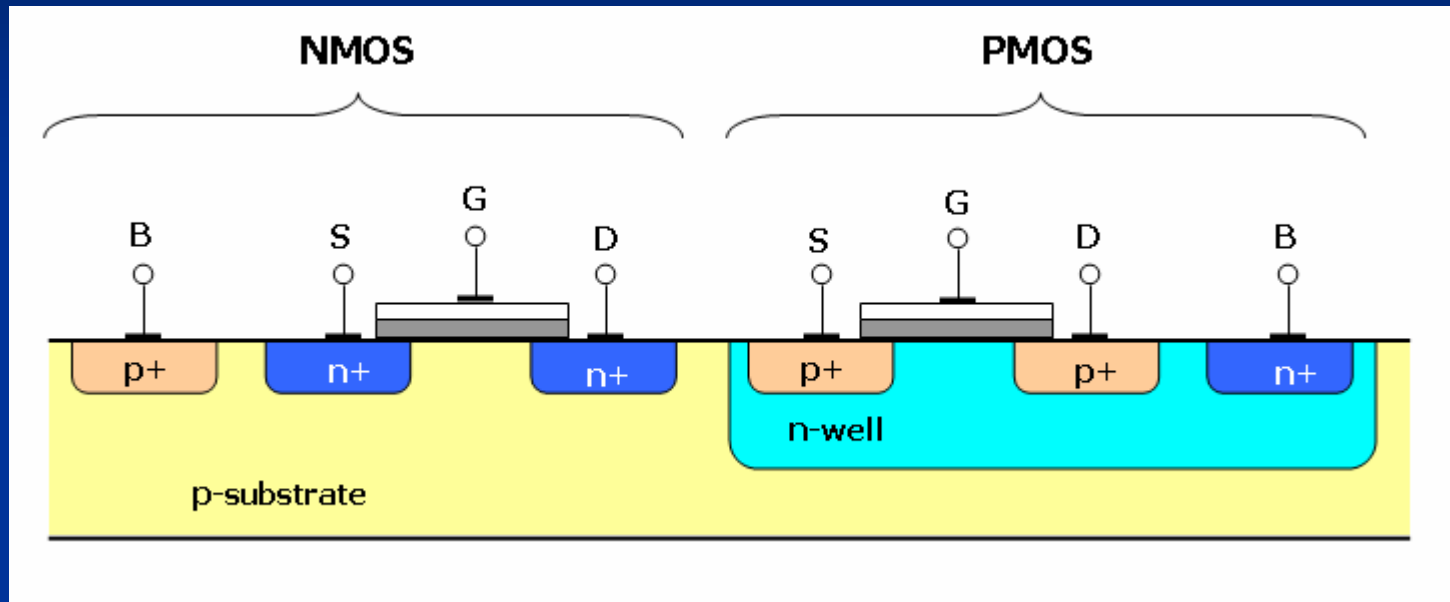 NMOS
PMOS
B
S
G
D
S
G
D
B
p+
n+
n+
p+
p+
n+
n-well
p-substrate